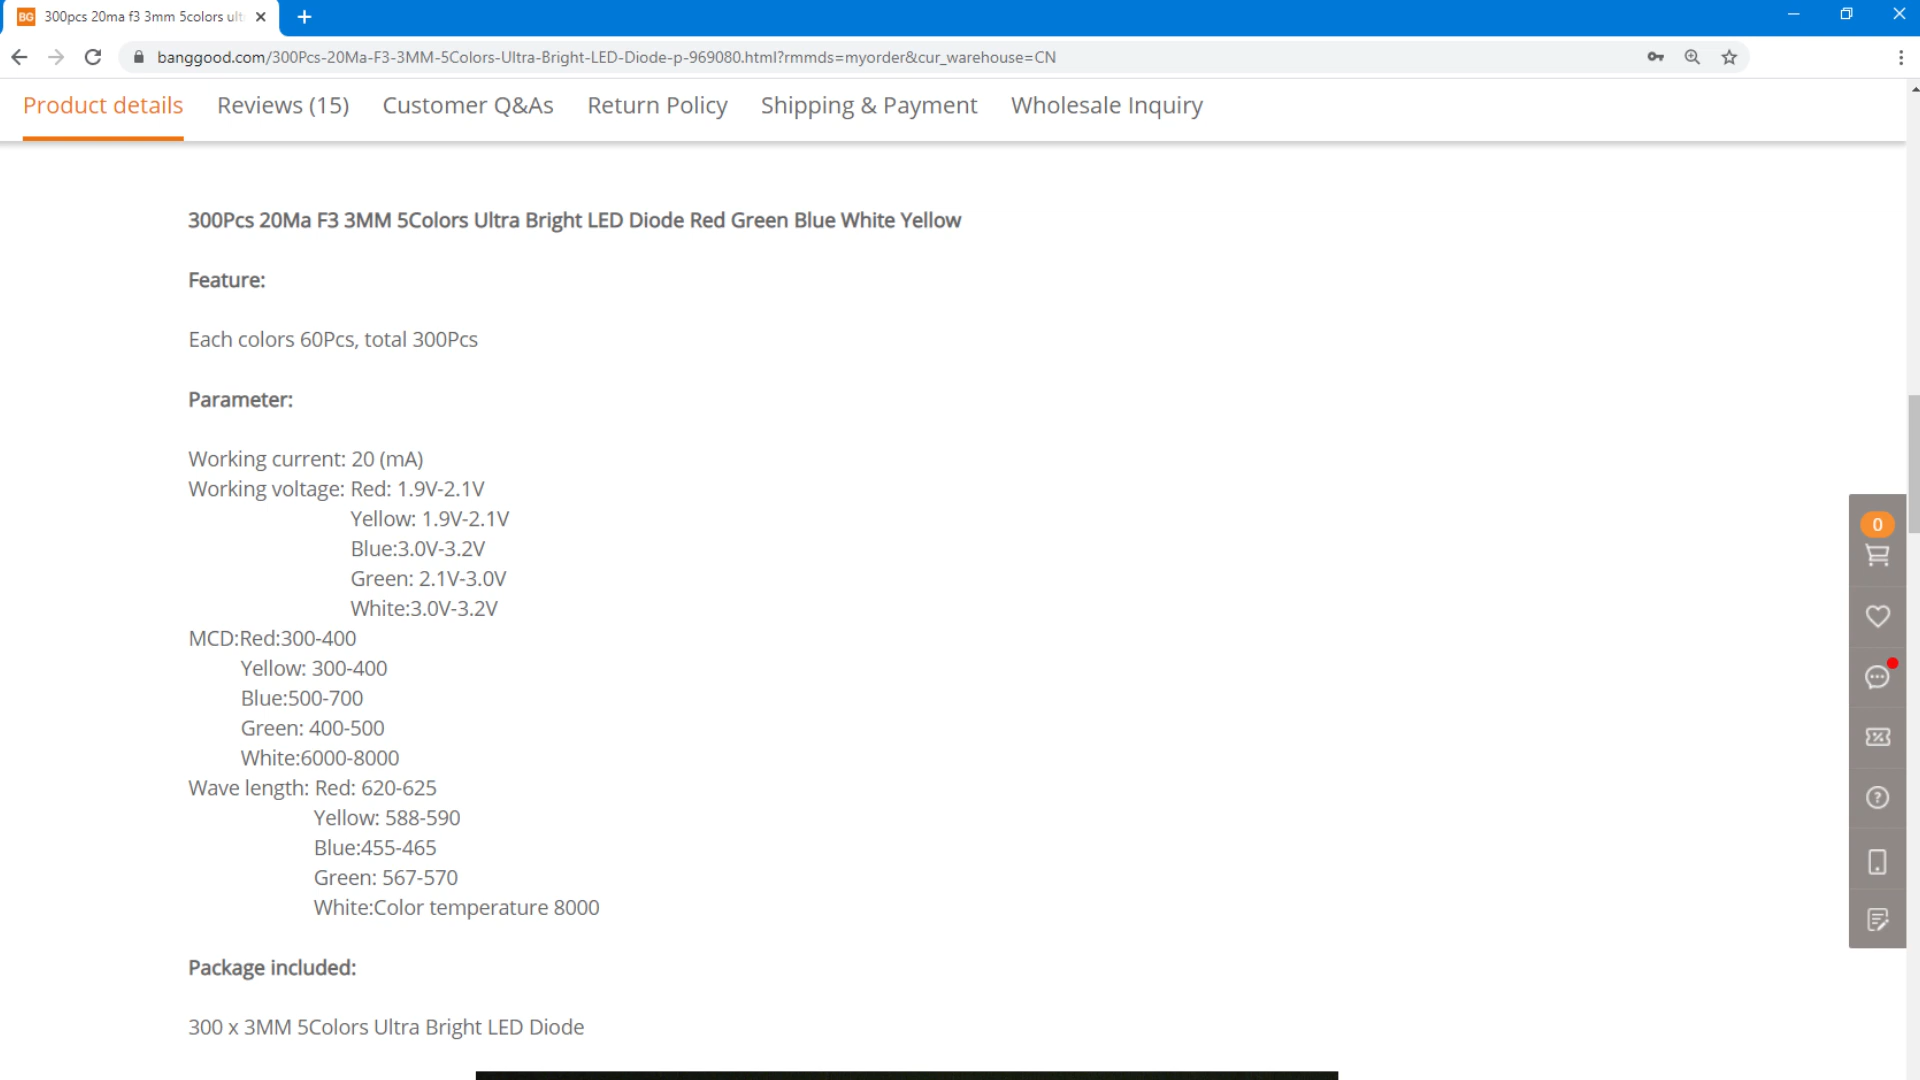 BG 300pcs 20ma f3 3mm 5colors ult
banggood.com/300Pcs-20Ma-F3-3MM-5Colors-Ultra-Bright-LED-Diode-p-969080.html?rmmds=myorder&cur_warehouse=CN
Product details Reviews (15) Customer Q&As Return Policy Shipping & Payment Wholesale Inquiry
300Pcs 20Ma F3 3MM 5Colors Ultra Bright LED Diode Red Green Blue White Yellow
Feature:
Each colors 60Pcs, total 300Pcs
Parameter:
Working current: 20 (mA)
Working voltage: Red: 1.9V-2.1V
Yellow: 1.9V-2.1V
Blue:3.0V-3.2V
Green: 2.1V-3.0V
White:3.0V-3.2V
MCD:Red:300-400
Yellow: 300-400
Blue:500-700
Green: 400-500
White:6000-8000
Wave length: Red: 620-625
Yellow: 588-590
Blue:455-465
Green: 567-570
White:Color temperature 8000
Package included:
300 x 3MM 5Colors Ultra Bright LED Diode
0